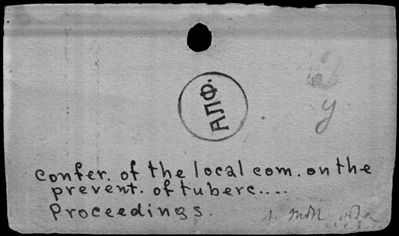 АПФ.
Confer. of the local com. on the
prevent. of tuberc....
Proceedings.